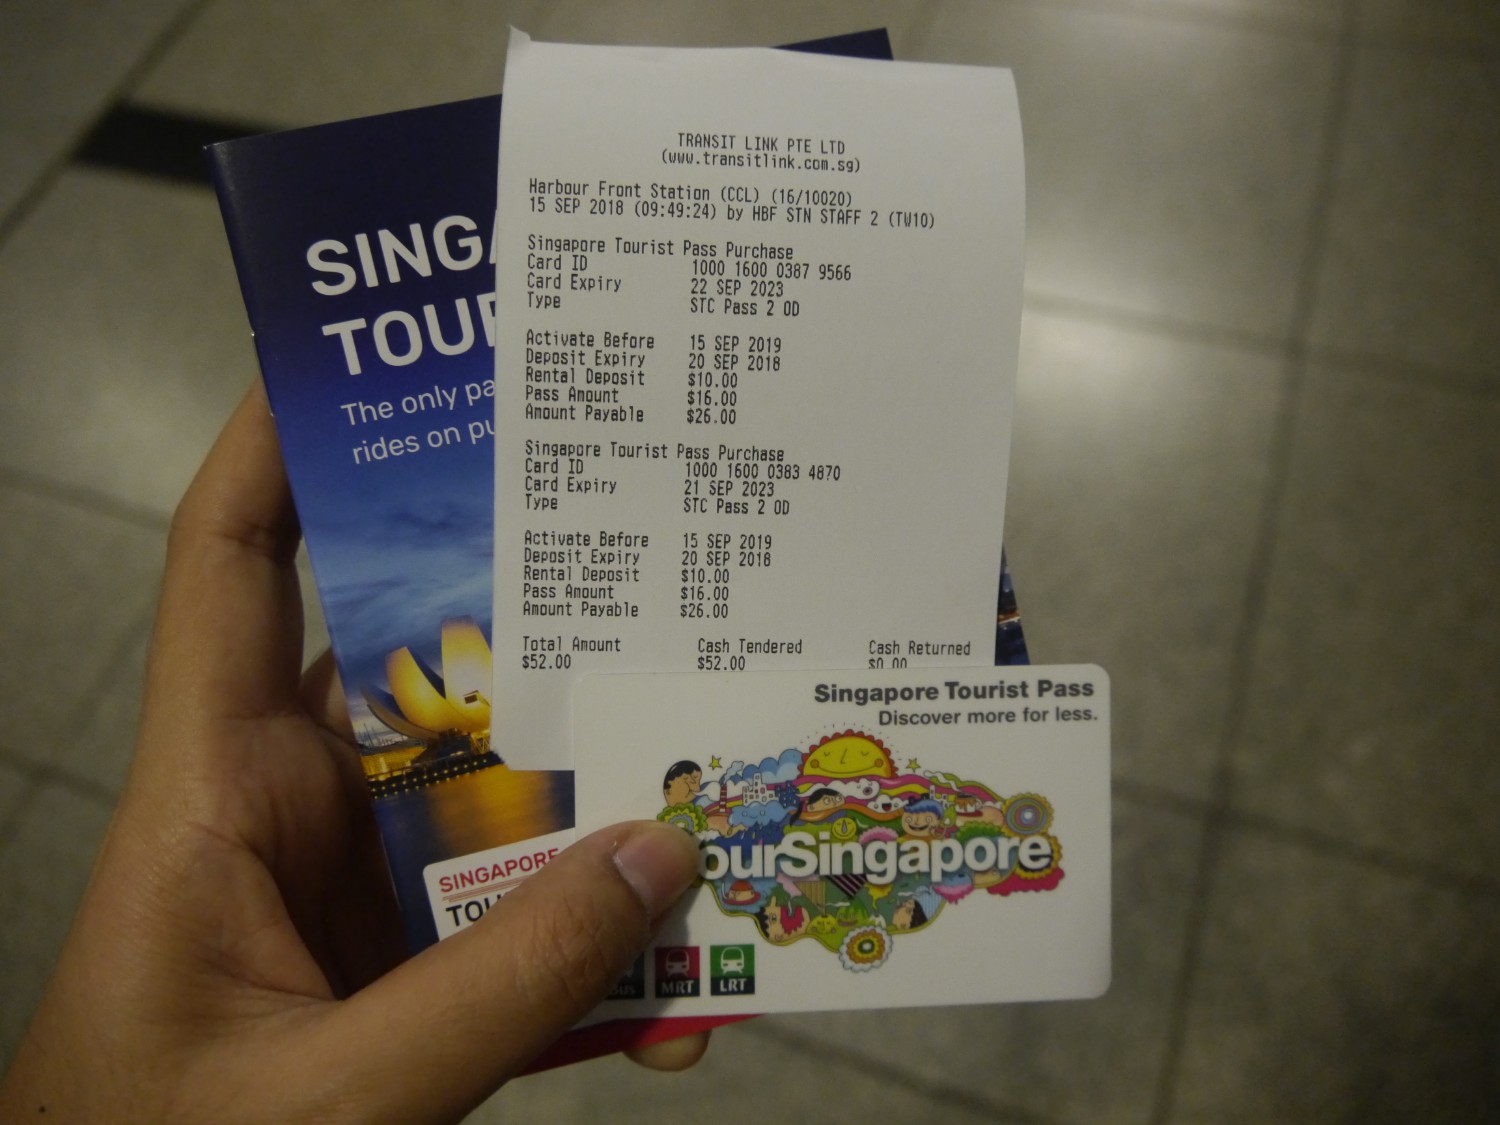 TRANSIT LINK PTE LTD
(www.transitlink.com.sg)
Harbour Front Station (CCL) (16/10020)
15 SEP 2018 (09:49:24) by HBF STN STAFF 2 (TW10)
Singapore Tourist Pass Purchase
Card ID 1000 1600 0387 9566
Card Expiry 22 SEP 2023
Type STC Pass 2 0D
Activate Before 15 SEP 2019
Deposit Expiry 20 SEP 2018
Rental Deposit $10.00
Pass Amount $16.00
Amount Payable $26.00
Singapore Tourist Pass Purchase
Card ID 1000 1600 0383 4870
Card Expiry 21 SEP 2023
Type STC Pass 2 0D
Activate Before 15 SEP 2019
Deposit Expiry 20 SEP 2018
Rental Deposit $10.00
Pass Amount $16.00
Amount Payable $26.00
Total Amount Cash Tendered Cash Returned
$52.00 $52.00 $0.00
SINGA
TOUR
The only pa
rides on pu
SINGAPORE
TOU
Singapore Tourist Pass
Discover more for less.
ourSingapore
Bus MRT LRT